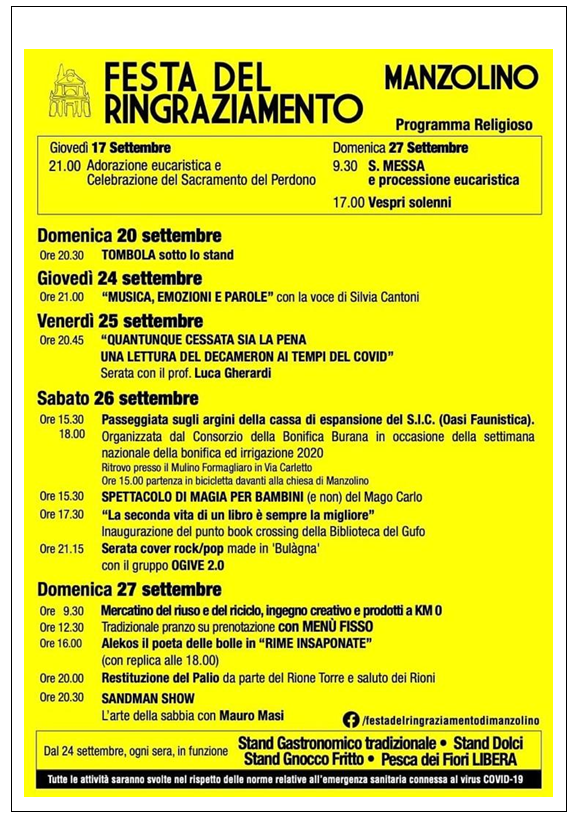 FESTA DEL
RINGRAZIAMENTO
MANZOLINO
Programma Religioso
Giovedì 17 Settembre
21.00 Adorazione eucaristica e
Celebrazione del Sacramento del Perdono
Domenica 27 Settembre
9.30 S. MESSA
e processione eucaristica
17.00 Vespri solenni
Domenica 20 settembre
Ore 20.30 TOMBOLA sotto lo stand
Giovedì 24 settembre
Ore 21.00 “MUSICA, EMOZIONI E PAROLE” con la voce di Silvia Cantoni
Venerdì 25 settembre
Ore 20.45 “QUANTUNQUE CESSATA SIA LA PENA
UNA LETTURA DEL DECAMERON AI TEMPI DEL COVID”
Serata con il prof. Luca Gherardi
Sabato 26 settembre
Ore 15.30 Passeggiata sugli argini della cassa di espansione del S.I.C. (Oasi Faunistica).
18.00 Organizzata dal Consorzio della Bonifica Burana in occasione della settimana
nazionale della bonifica ed irrigazione 2020
Ritrovo presso il Mulino Formagliaro in Via Carletto
Ore 15.00 partenza in bicicletta davanti alla chiesa di Manzolino
Ore 15.30 SPETTACOLO DI MAGIA PER BAMBINI (e non) del Mago Carlo
Ore 17.30 “La seconda vita di un libro è sempre la migliore”
Inaugurazione del punto book crossing della Biblioteca del Gufo
Ore 21.15 Serata cover rock/pop made in 'Bulàgna'
con il gruppo OGIVE 2.0
Domenica 27 settembre
Ore 9.30 Mercatino del riuso e del riciclo, ingegno creativo e prodotti a KM 0
Ore 12.30 Tradizionale pranzo su prenotazione con MENÙ FISSO
Ore 16.00 Alekos il poeta delle bolle in “RIME INSAPONATE”
(con replica alle 18.00)
Ore 20.00 Restituzione del Palio da parte del Rione Torre e saluto dei Rioni
Ore 20.30 SANDMAN SHOW
L'arte della sabbia con Mauro Masi
/festadelringraziamentodimanzolino
Dal 24 settembre, ogni sera, in funzione
Stand Gastronomico tradizionale • Stand Dolci
Stand Gnocco Fritto • Pesca dei Fiori LIBERA
Tutte le attività saranno svolte nel rispetto delle norme relative all'emergenza sanitaria connessa al virus COVID-19